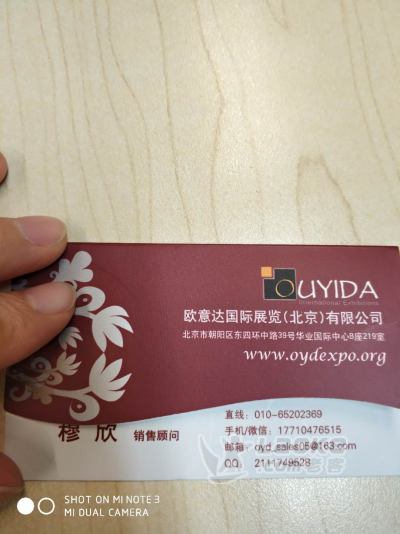 OUYIDA
International Exhibitions
欧意达国际展览(北京)有限公司
北京市朝阳区东四环中路39号华业国际中心B座219室
www.oydexpo.org
穆 欣 销售顾问
直线: 010-65202369
手机/微信: 17710476515
邮箱: oyd_sales05@163.com
QQ: 2111749528
SHOT ON MI NOTE 3
MI DUAL CAMERA